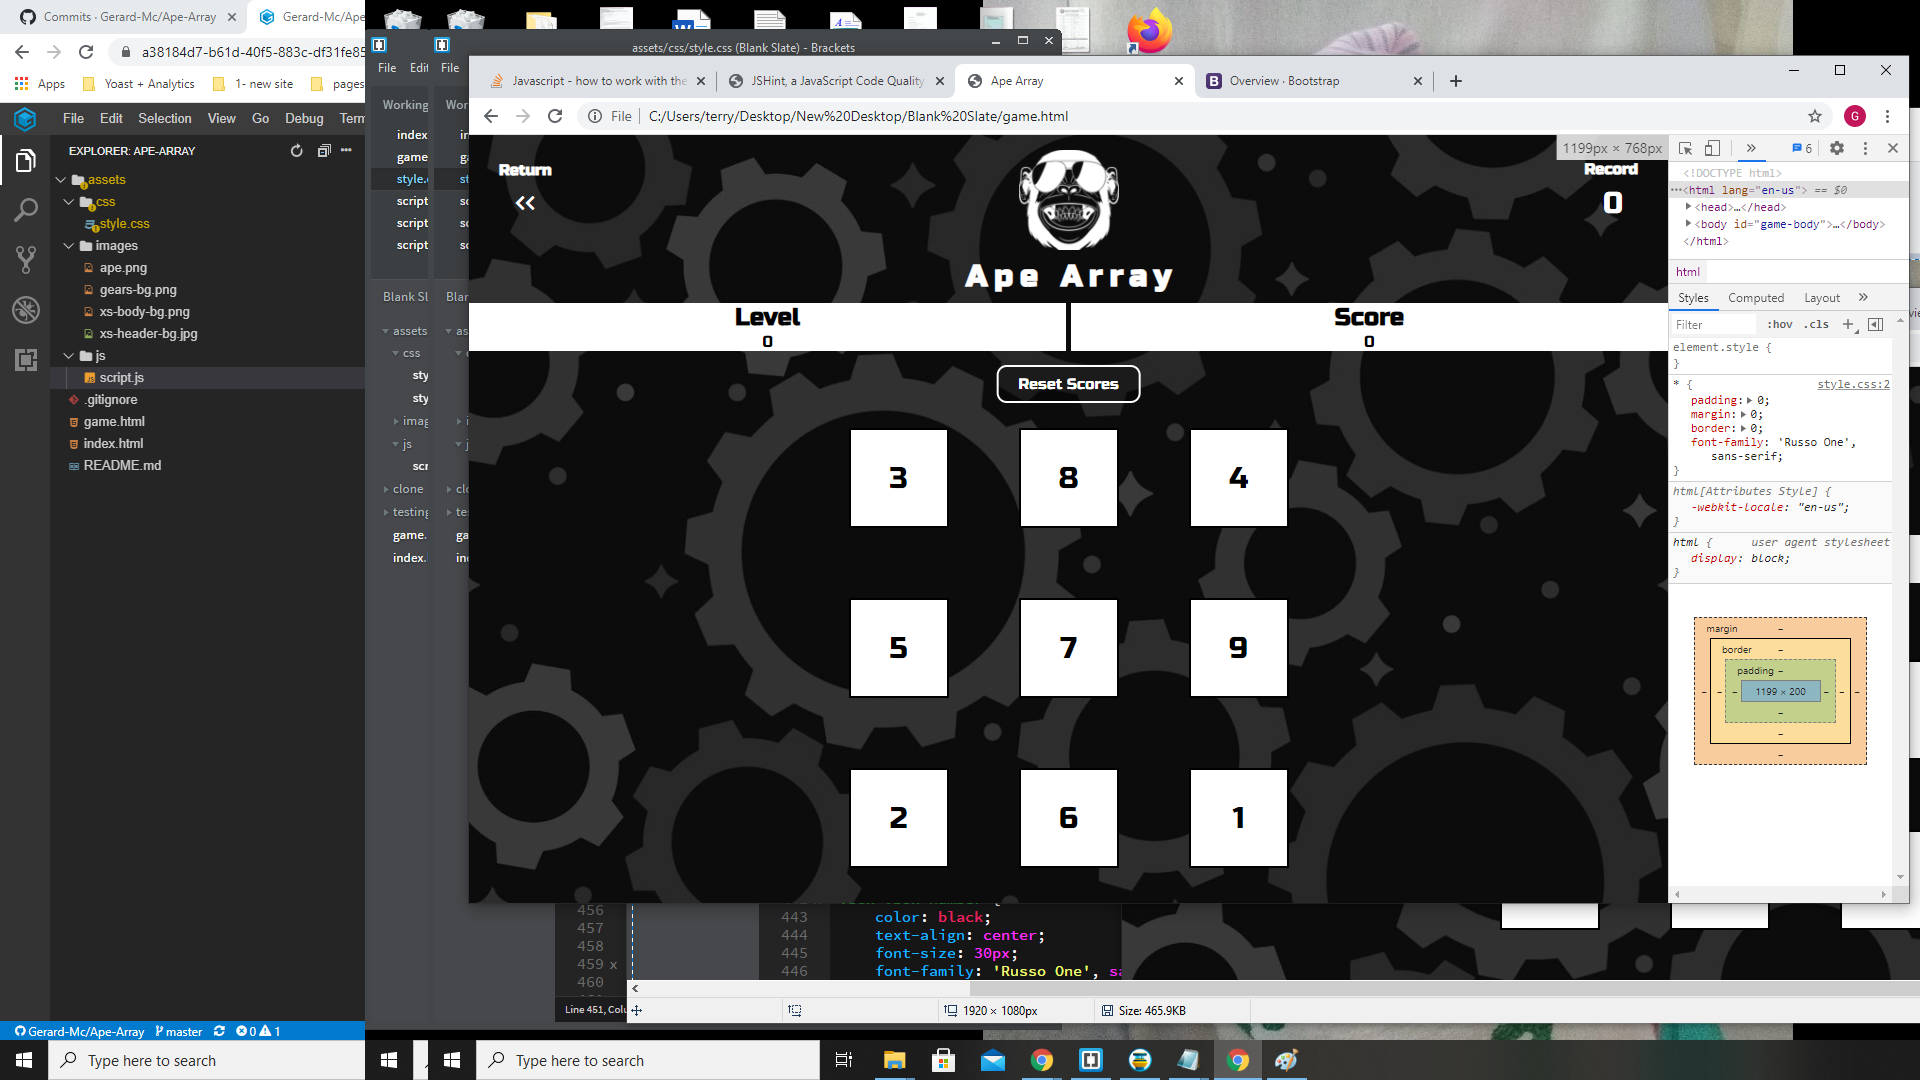 Commits · Gerard-Mc/Ape-Array
Gerard-Mc/Ape
a38184d7-b61d-40f5-883c-df31fe85
Apps
Yoast + Analytics
1- new site
pages
File Edit Selection View Go Debug Term
EXPLORER: APE-ARRAY
assets
css
style.css
images
ape.png
gears-bg.png
xs-body-bg.png
xs-header-bg.jpg
js
script.js
.gitignore
game.html
index.html
README.md
Gerard-Mc/Ape-Array master 0 1
assets/css/style.css (Blank Slate) - Brackets
File Edit
File
Working
index.
game
style.
script
script
script
Blank Sl
assets
css
sty
sty
imag
js
scr
clone
testing
game.
index.
Javascript - how to work with the
JSHint, a JavaScript Code Quality
Ape Array
Overview · Bootstrap
File
C:/Users/terry/Desktop/New%20Desktop/Blank%20Slate/game.html
G
Return
Ape Array
Record
0
1199px × 768px
Level
0
Score
0
Reset Scores
3 8 4
5 7 9
2 6 1
6
<!DOCTYPE html>
<html lang="en-us"> == $0
<head>…</head>
<body id="game-body">…</body>
</html>
html
Styles Computed Layout
Filter :hov .cls
element.style {
}
* { style.css:2
padding: 0;
margin: 0;
border: 0;
font-family: 'Russo One',
sans-serif;
}
html[Attributes Style] {
-webkit-locale: "en-us";
}
html { user agent stylesheet
display: block;
}
margin –
border –
padding –
– – – 1199 × 200 – – –
–
–
–
456
457
458
459 x
460
443 color: black;
444 text-align: center;
445 font-size: 30px;
446 font-family: 'Russo One', sa
Line 451, Colu
1920 × 1080px
Size: 465.9KB
Type here to search
Type here to search